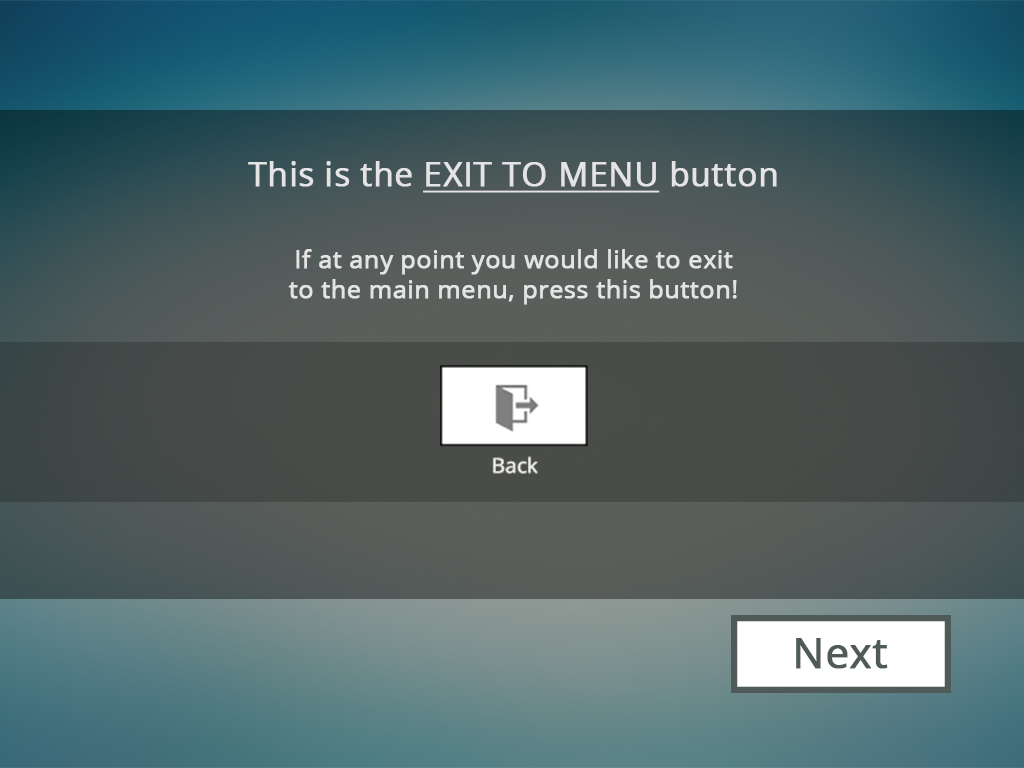 This is the EXIT TO MENU button
If at any point you would like to exit
to the main menu, press this button!
Back
Next